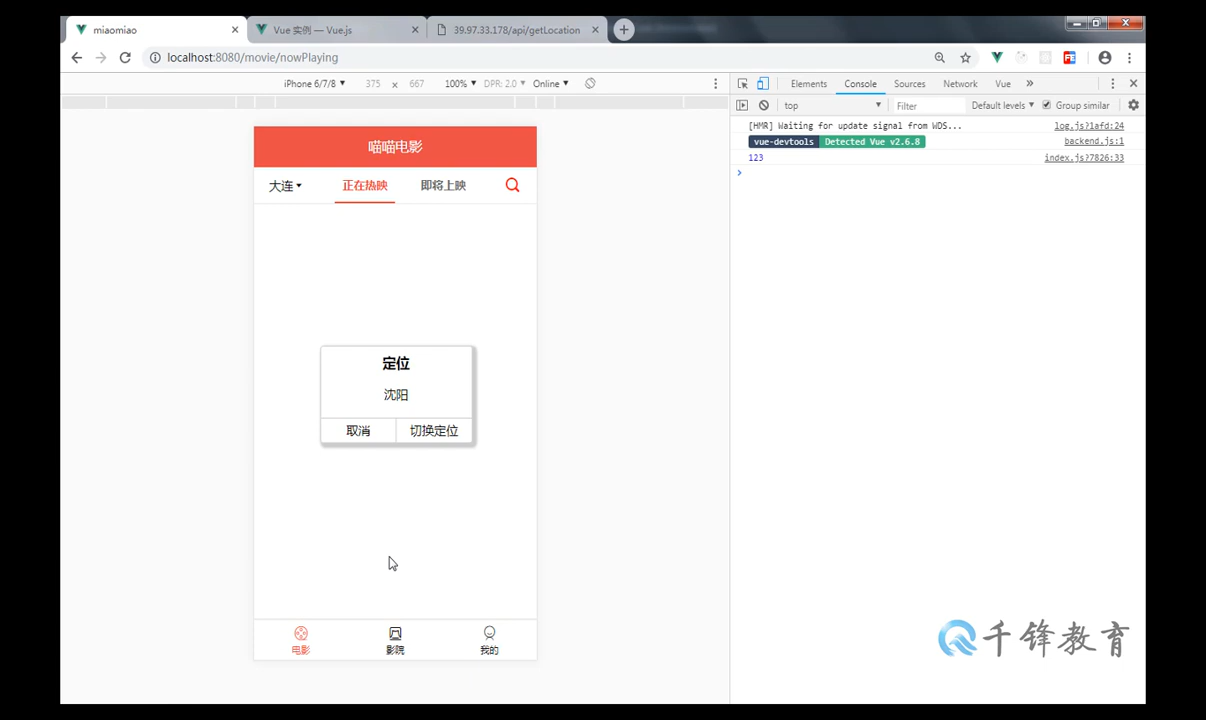 miaomiao
Vue 实例 — Vue.js
39.97.33.178/api/getLocation
localhost:8080/movie/nowPlaying
iPhone 6/7/8 ▼ 375 × 667 100% ▼ DPR: 2.0 ▼ Online ▼
Elements Console Sources Network Vue »
top ▼ Filter Default levels ▼ Group similar
[HMR] Waiting for update signal from WDS... log.js?1afd:24
vue-devtools Detected Vue v2.6.8 backend.js:1
123 index.js?7826:33
>
喵喵电影
大连 正在热映 即将上映
定位
沈阳
取消 切换定位
电影 影院 我的
千锋教育